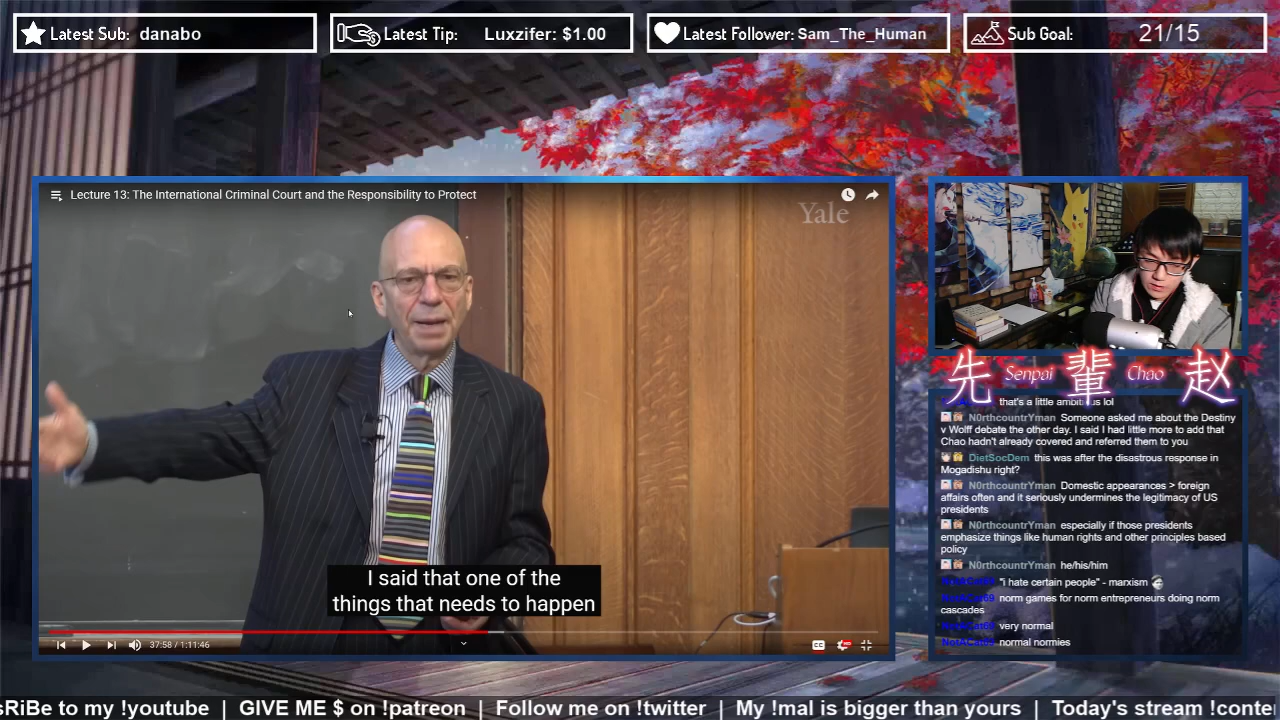 Latest Sub: danabo
Latest Tip: Luxzifer: $1.00
Latest Follower: Sam_The_Human
Sub Goal: 21/15
Lecture 13: The International Criminal Court and the Responsibility to Protect
Yale
I said that one of the
things that needs to happen
37:58 / 1:11:46
CC
先 Senpai 輩 Chao 赵
that's a little lol
N0rthcountrYman Someone asked me about the Destiny
v Wolff debate the other day. I said I had little more to add that
Chao hadn't already covered and referred them to you
DietSocDem this was after the disastrous response in
Mogadishu right?
N0rthcountrYman Domestic appearances > foreign
affairs often and it seriously undermines the legitimacy of US
presidents
N0rthcountrYman especially if those presidents
emphasize things like human rights and other principles based
policy
N0rthcountrYman he/his/him
NotACat69 "i hate certain people" - marxism
NotACat69 norm games for norm entrepreneurs doing norm
cascades
NotACat69 very normal
NotACat69 normal normies
sRiBe to my !youtube | GIVE ME $ on !patreon | Follow me on !twitter | My !mal is bigger than yours | Today's stream !conte